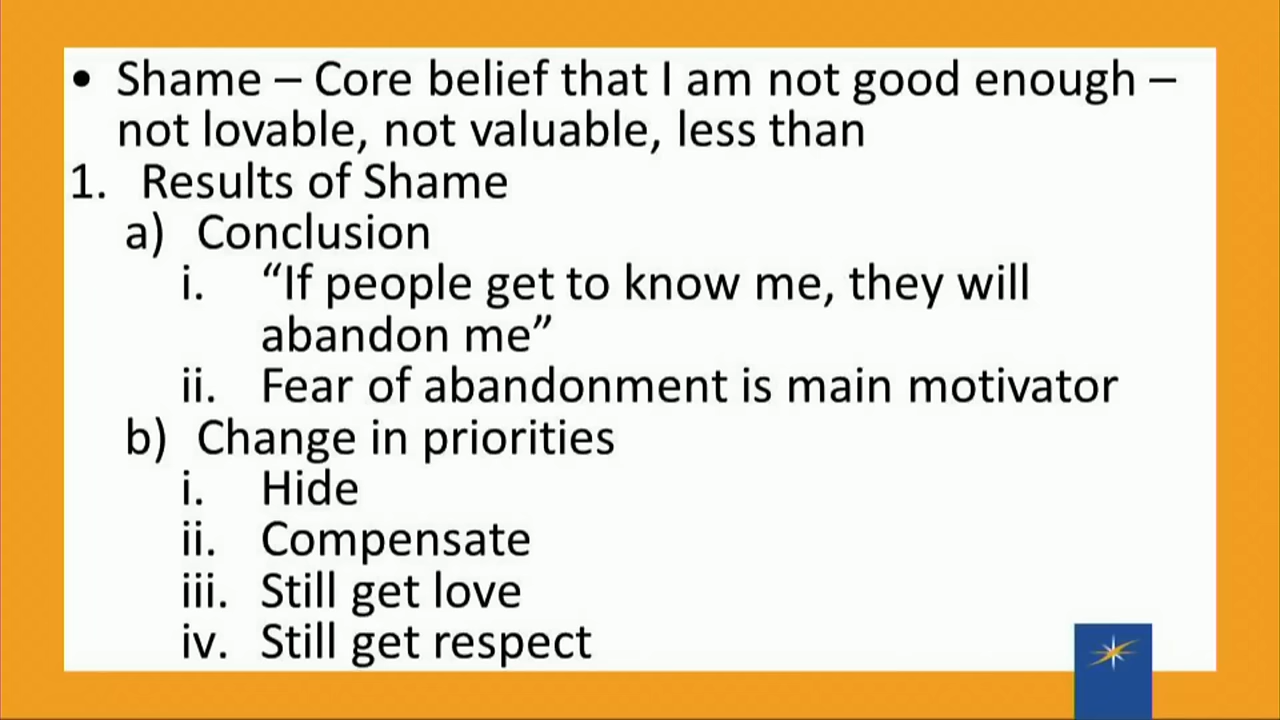 • Shame – Core belief that I am not good enough –
not lovable, not valuable, less than
1. Results of Shame
a) Conclusion
i. “If people get to know me, they will
abandon me”
ii. Fear of abandonment is main motivator
b) Change in priorities
i. Hide
ii. Compensate
iii. Still get love
iv. Still get respect